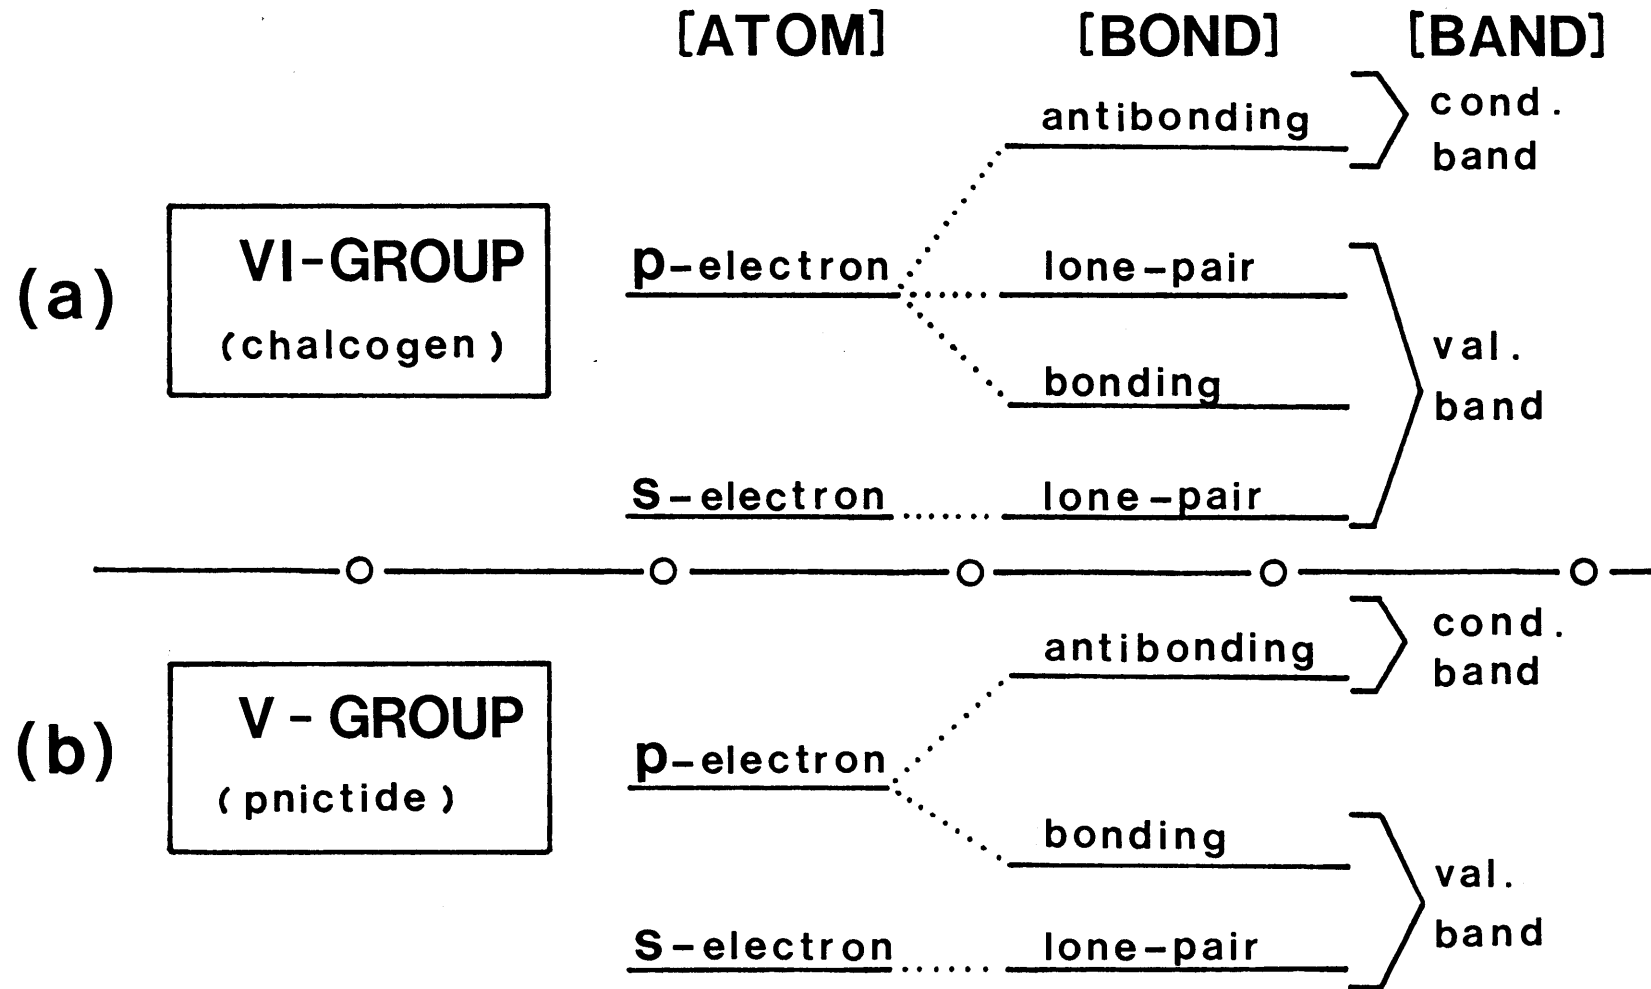 [ATOM] [BOND] [BAND]
(a)
VI-GROUP
(chalcogen)
p-electron
s-electron
antibonding
lone-pair
bonding
lone-pair
cond.
band
val.
band
(b)
V-GROUP
(pnictide)
p-electron
s-electron
antibonding
bonding
lone-pair
cond.
band
val.
band